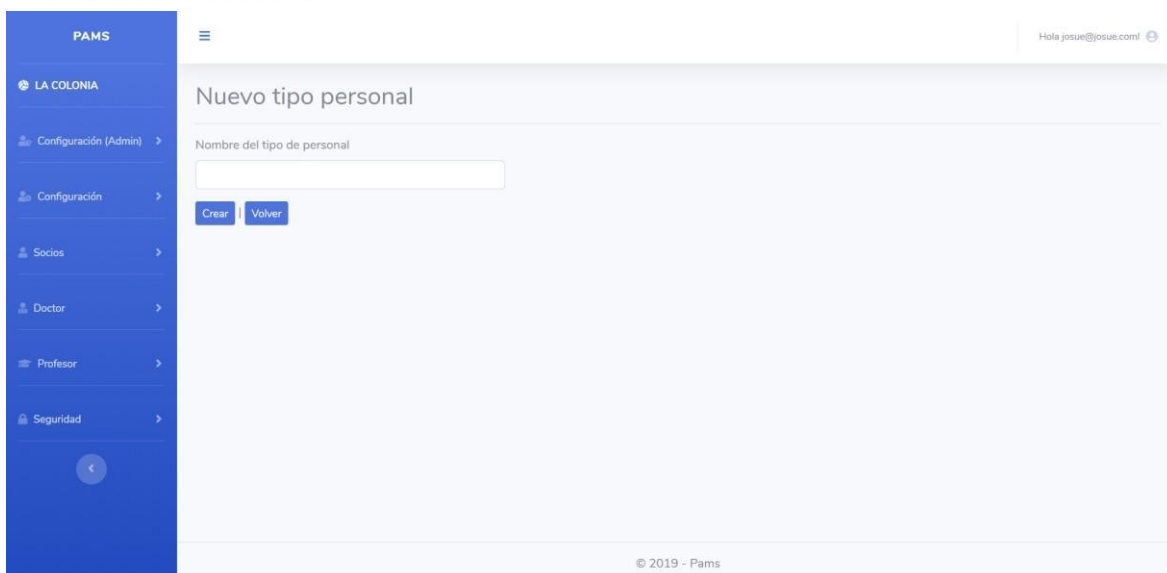 PAMS
Hola josue@josue.com!
LA COLONIA
Nuevo tipo personal
Configuración (Admin)
Nombre del tipo de personal
Configuración
Crear | Volver
Socios
Doctor
Profesor
Seguridad
© 2019 - Pams